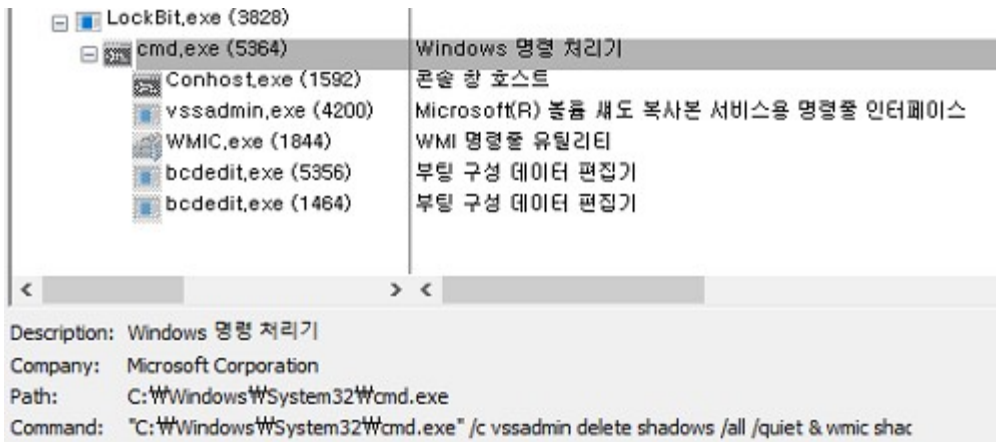 LockBit,exe (3828)
cmd,exe (5364) Windows 명령 처리기
Conhost,exe (1592) 콘솔 창 호스트
vssadmin,exe (4200) Microsoft(R) 볼륨 섀도 복사본 서비스용 명령줄 인터페이스
WMIC,exe (1844) WMI 명령줄 유틸리티
bcdedit,exe (5356) 부팅 구성 데이터 편집기
bcdedit,exe (1464) 부팅 구성 데이터 편집기
Description: Windows 명령 처리기
Company: Microsoft Corporation
Path: C:₩Windows₩System32₩cmd.exe
Command: "C:₩Windows₩System32₩cmd.exe" /c vssadmin delete shadows /all /quiet & wmic shac